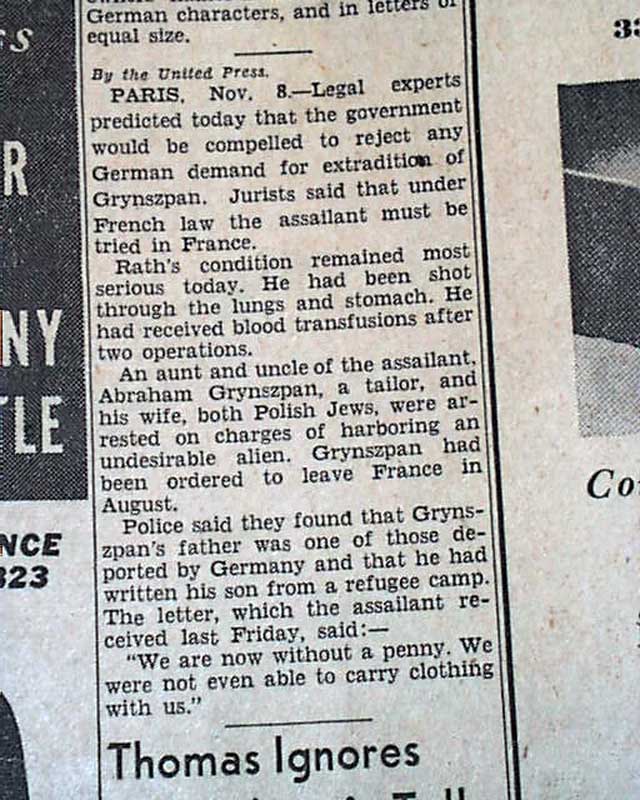 German characters, and in letters of
equal size.
By the United Press.
PARIS, Nov. 8.—Legal experts
predicted today that the government
would be compelled to reject any
German demand for extradition of
Grynszpan. Jurists said that under
French law the assailant must be
tried in France.
Rath's condition remained most
serious today. He had been shot
through the lungs and stomach. He
had received blood transfusions after
two operations.
An aunt and uncle of the assailant,
Abraham Grynszpan, a tailor, and
his wife, both Polish Jews, were ar-
rested on charges of harboring an
undesirable alien. Grynszpan had
been ordered to leave France in
August.
Police said they found that Gryns-
zpan's father was one of those de-
ported by Germany and that he had
written his son from a refugee camp.
The letter, which the assailant re-
ceived last Friday, said:—
"We are now without a penny. We
were not even able to carry clothing
with us."
Thomas Ignores
R
NY
TLE
NCE
323
33
Co